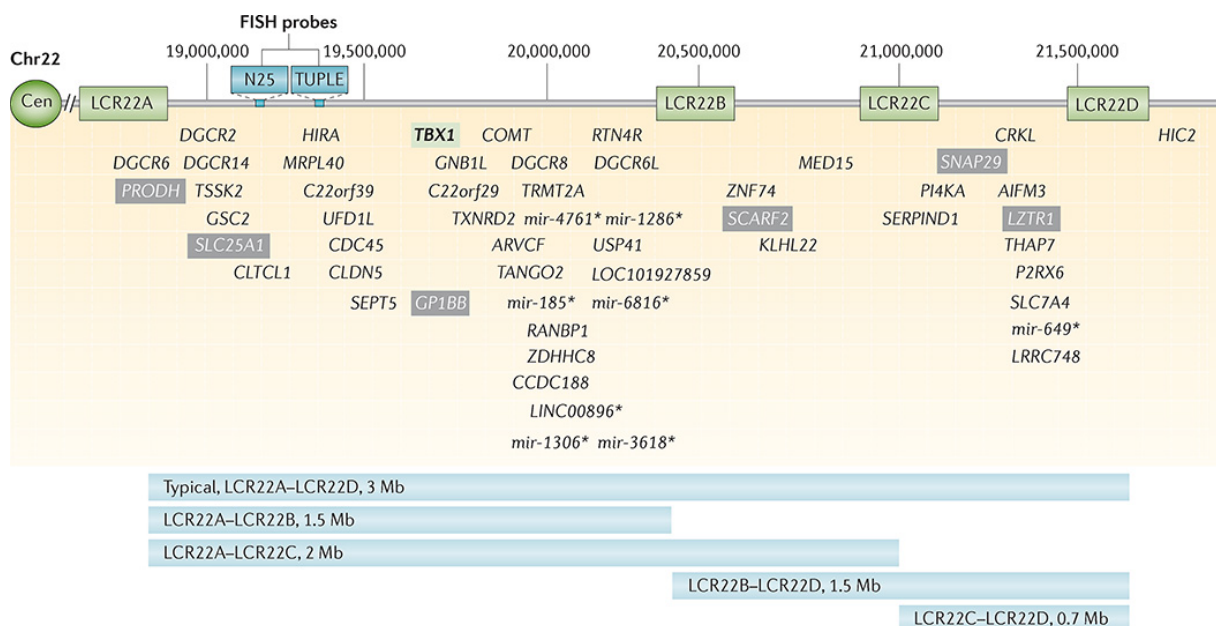 FISH probes
19,000,000 19,500,000 20,000,000 20,500,000 21,000,000 21,500,000
Chr22
N25 TUPLE
Cen // LCR22A LCR22B LCR22C LCR22D
DGCR2 HIRA TBX1 COMT RTN4R CRKL HIC2
DGCR6 DGCR14 MRPL40 GNB1L DGCR8 DGCR6L MED15 SNAP29
PRODH TSSK2 C22orf39 C22orf29 TRMT2A ZNF74 PI4KA AIFM3
GSC2 UFD1L TXNRD2 mir-4761* mir-1286* SCARF2 SERPIND1 LZTR1
SLC25A1 CDC45 ARVCF USP41 KLHL22 THAP7
CLTCL1 CLDN5 TANGO2 LOC101927859 P2RX6
SEPT5 GP1BB mir-185* mir-6816* SLC7A4
RANBP1 mir-649*
ZDHHC8 LRRC748
CCDC188
LINC00896*
mir-1306* mir-3618*
Typical, LCR22A–LCR22D, 3 Mb
LCR22A–LCR22B, 1.5 Mb
LCR22A–LCR22C, 2 Mb
LCR22B–LCR22D, 1.5 Mb
LCR22C–LCR22D, 0.7 Mb